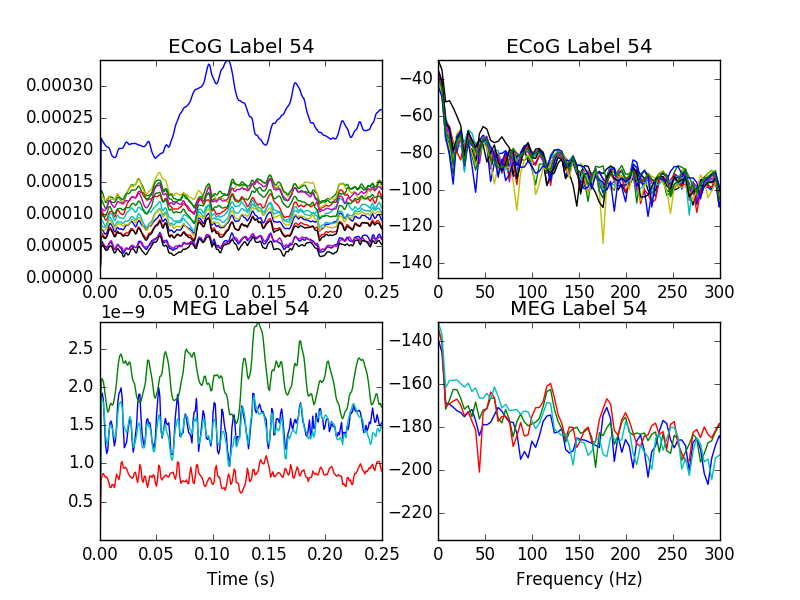 ECoG Label 54
0.00030
0.00025
0.00020
0.00015
0.00010
0.00005
0.00000
0.00 0.05 0.10 0.15 0.20 0.25
ECoG Label 54
−40
−60
−80
−100
−120
−140
0 50 100 150 200 250 300
1e−9
MEG Label 54
2.5
2.0
1.5
1.0
0.5
0.00 0.05 0.10 0.15 0.20 0.25
Time (s)
MEG Label 54
−140
−160
−180
−200
−220
0 50 100 150 200 250 300
Frequency (Hz)